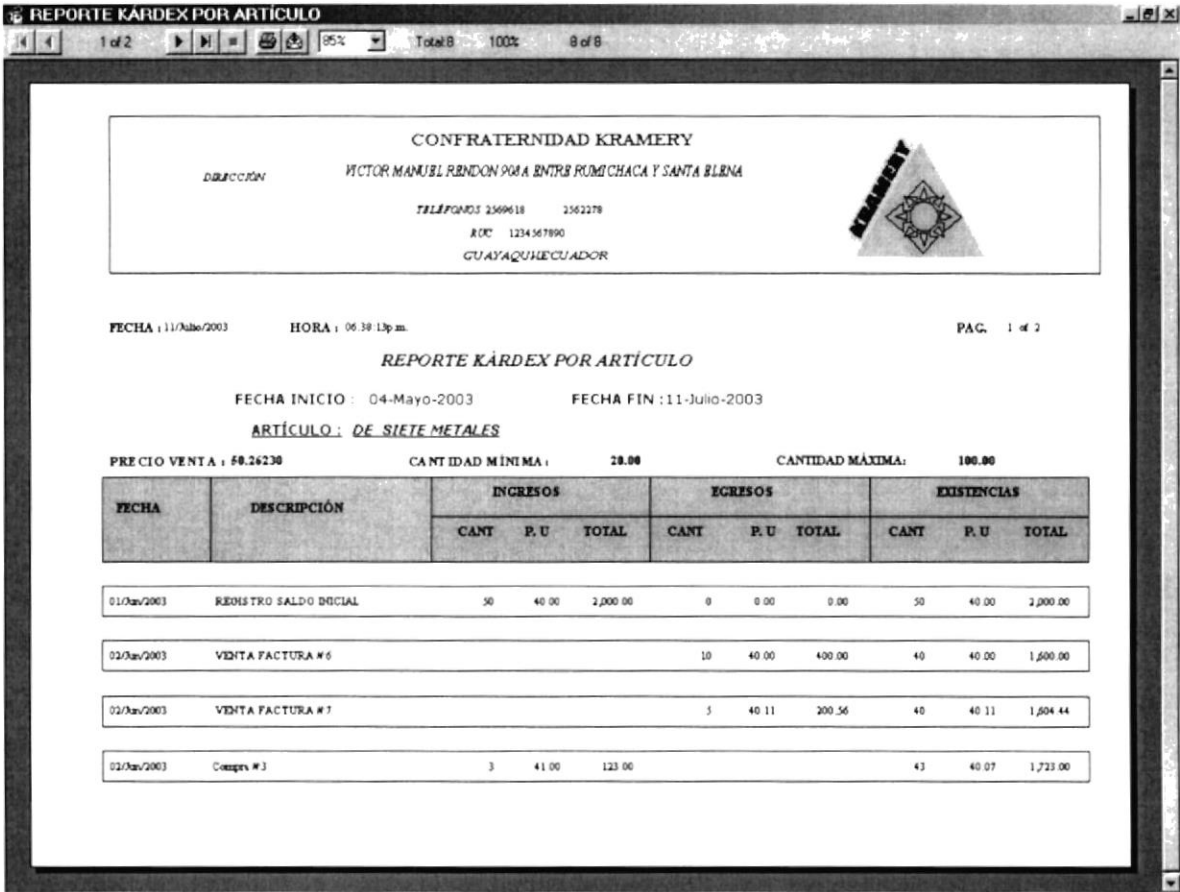 REPORTE KÁRDEX POR ARTÍCULO
1 of 2 85% Total:8 100% 8 of 8
CONFRATERNIDAD KRAMERY
DIRECCIÓN VICTOR MANUEL RENDON 908 A ENTRE RUMICHACA Y SANTA ELENA
TELÉFONOS 2569618 2562278
RUC 1234567890
KRAMERY
FECHA : 11/Julio/2003 HORA : 06:38:13p.m. PAG. 1 of 2
REPORTE KÁRDEX POR ARTÍCULO
FECHA INICIO : 04-Mayo-2003 FECHA FIN :11-Julio-2003
ARTÍCULO : DE SIETE METALES
PRECIO VENTA : 50.26230 CANTIDAD MÍNIMA : 20.00 CANTIDAD MÁXIMA: 100.00
INGRESOS EGRESOS EXISTENCIAS
FECHA DESCRIPCIÓN
CANT P. U TOTAL CANT P. U TOTAL CANT P. U TOTAL
01/Jun/2003 REGISTRO SALDO INICIAL 50 40.00 2,000.00 0 0.00 0.00 50 40.00 2,000.00
02/Jun/2003 VENTA FACTURA # 6 10 40.00 400.00 40 40.00 1,600.00
02/Jun/2003 VENTA FACTURA # 7 5 40.11 200.56 40 40.11 1,604.44
02/Jun/2003 Compra # 3 3 41.00 123.00 43 40.07 1,723.00